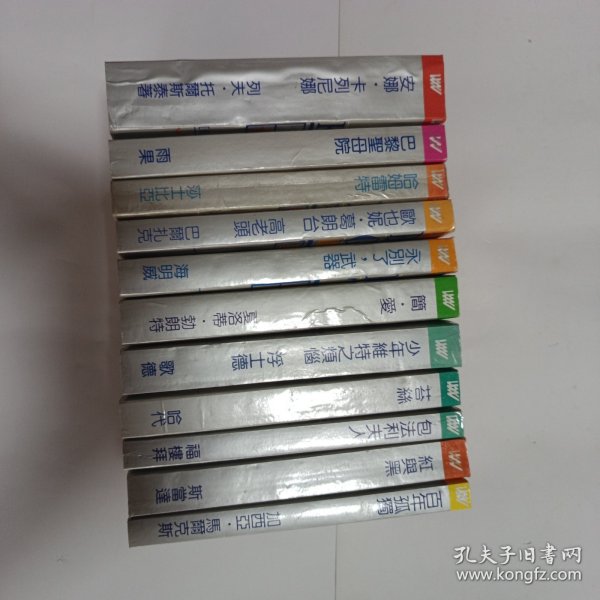 安娜·卡列尼娜 列夫·托爾斯泰著
巴黎聖母院 雨果
哈姆雷特 莎士比亞
歐也妮·葛朗台 高老頭 巴爾扎克
永別了,武器 海明威
簡·愛 夏洛蒂·勃朗特
少年維特之煩惱 浮士德 歌德
苔絲 哈代
包法利夫人 福樓拜
紅與黑 斯當達
百年孤獨 加西亞·馬爾克斯
孔夫子旧书网
www.kongfz.com